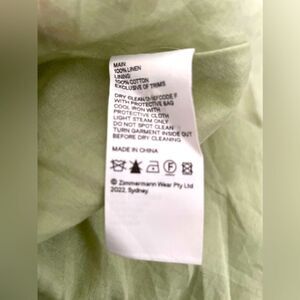 MAIN
100% LINEN
LINING
100% COTTON
EXCLUSIVE OF TRIMS
DRY CLEAN
WITH PROTECTIVE BAG
COOL IRON WITH
PROTECTIVE CLOTH
LIGHT STEAM ONLY
DO NOT SPOT CLEAN
TURN GARMENT INSIDE OUT
BEFORE DRY CLEANING
MADE IN CHINA
F
© Zimmermann Wear Pty Ltd
2022, Sydney.